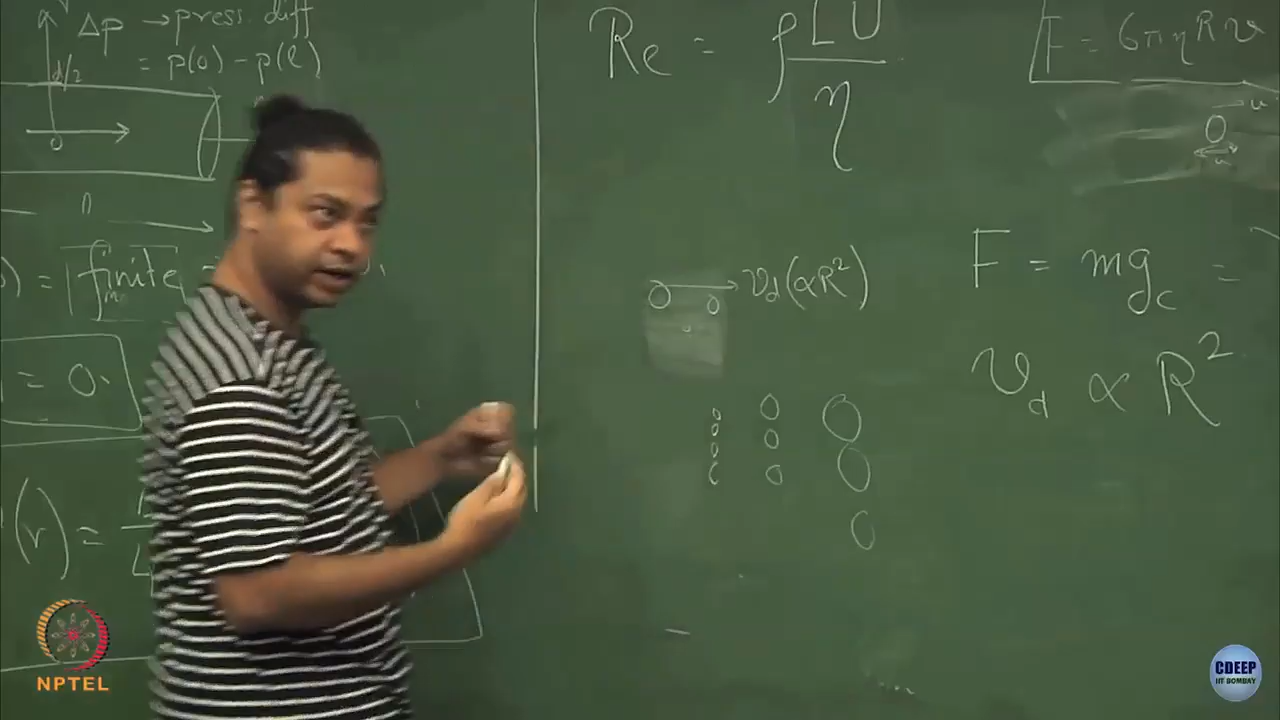 Δp → press. diff
= p(0) - p(l)
d/2
0
n
) = finite =
= 0.
(r) =
Re = ρLU / η
F = 6πηRv
→ u
v_d (∝R²)
F = mg_c =
v_d ∝ R²
NPTEL
CDEEP
IIT BOMBAY